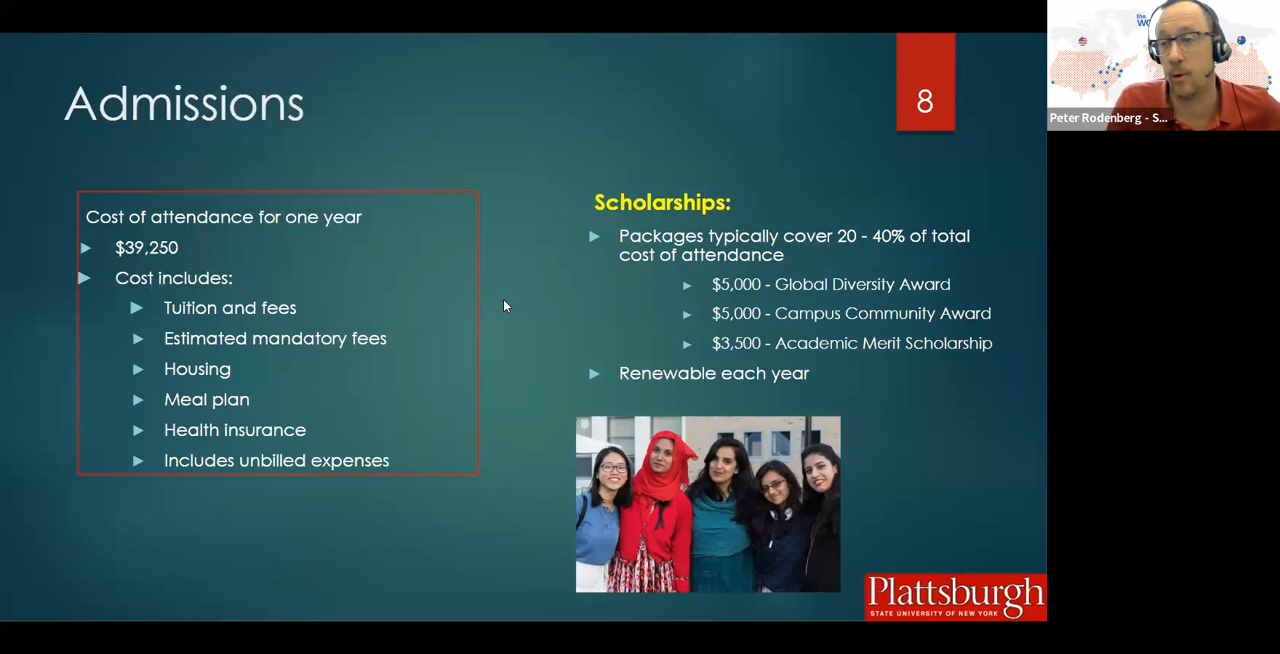 Admissions
8
Cost of attendance for one year
$39,250
Cost includes:
Tuition and fees
Estimated mandatory fees
Housing
Meal plan
Health insurance
Includes unbilled expenses
Scholarships:
Packages typically cover 20 - 40% of total
cost of attendance
$5,000 - Global Diversity Award
$5,000 - Campus Community Award
$3,500 - Academic Merit Scholarship
Renewable each year
Plattsburgh
STATE UNIVERSITY OF NEW YORK
the
Peter Rodenberg - S...